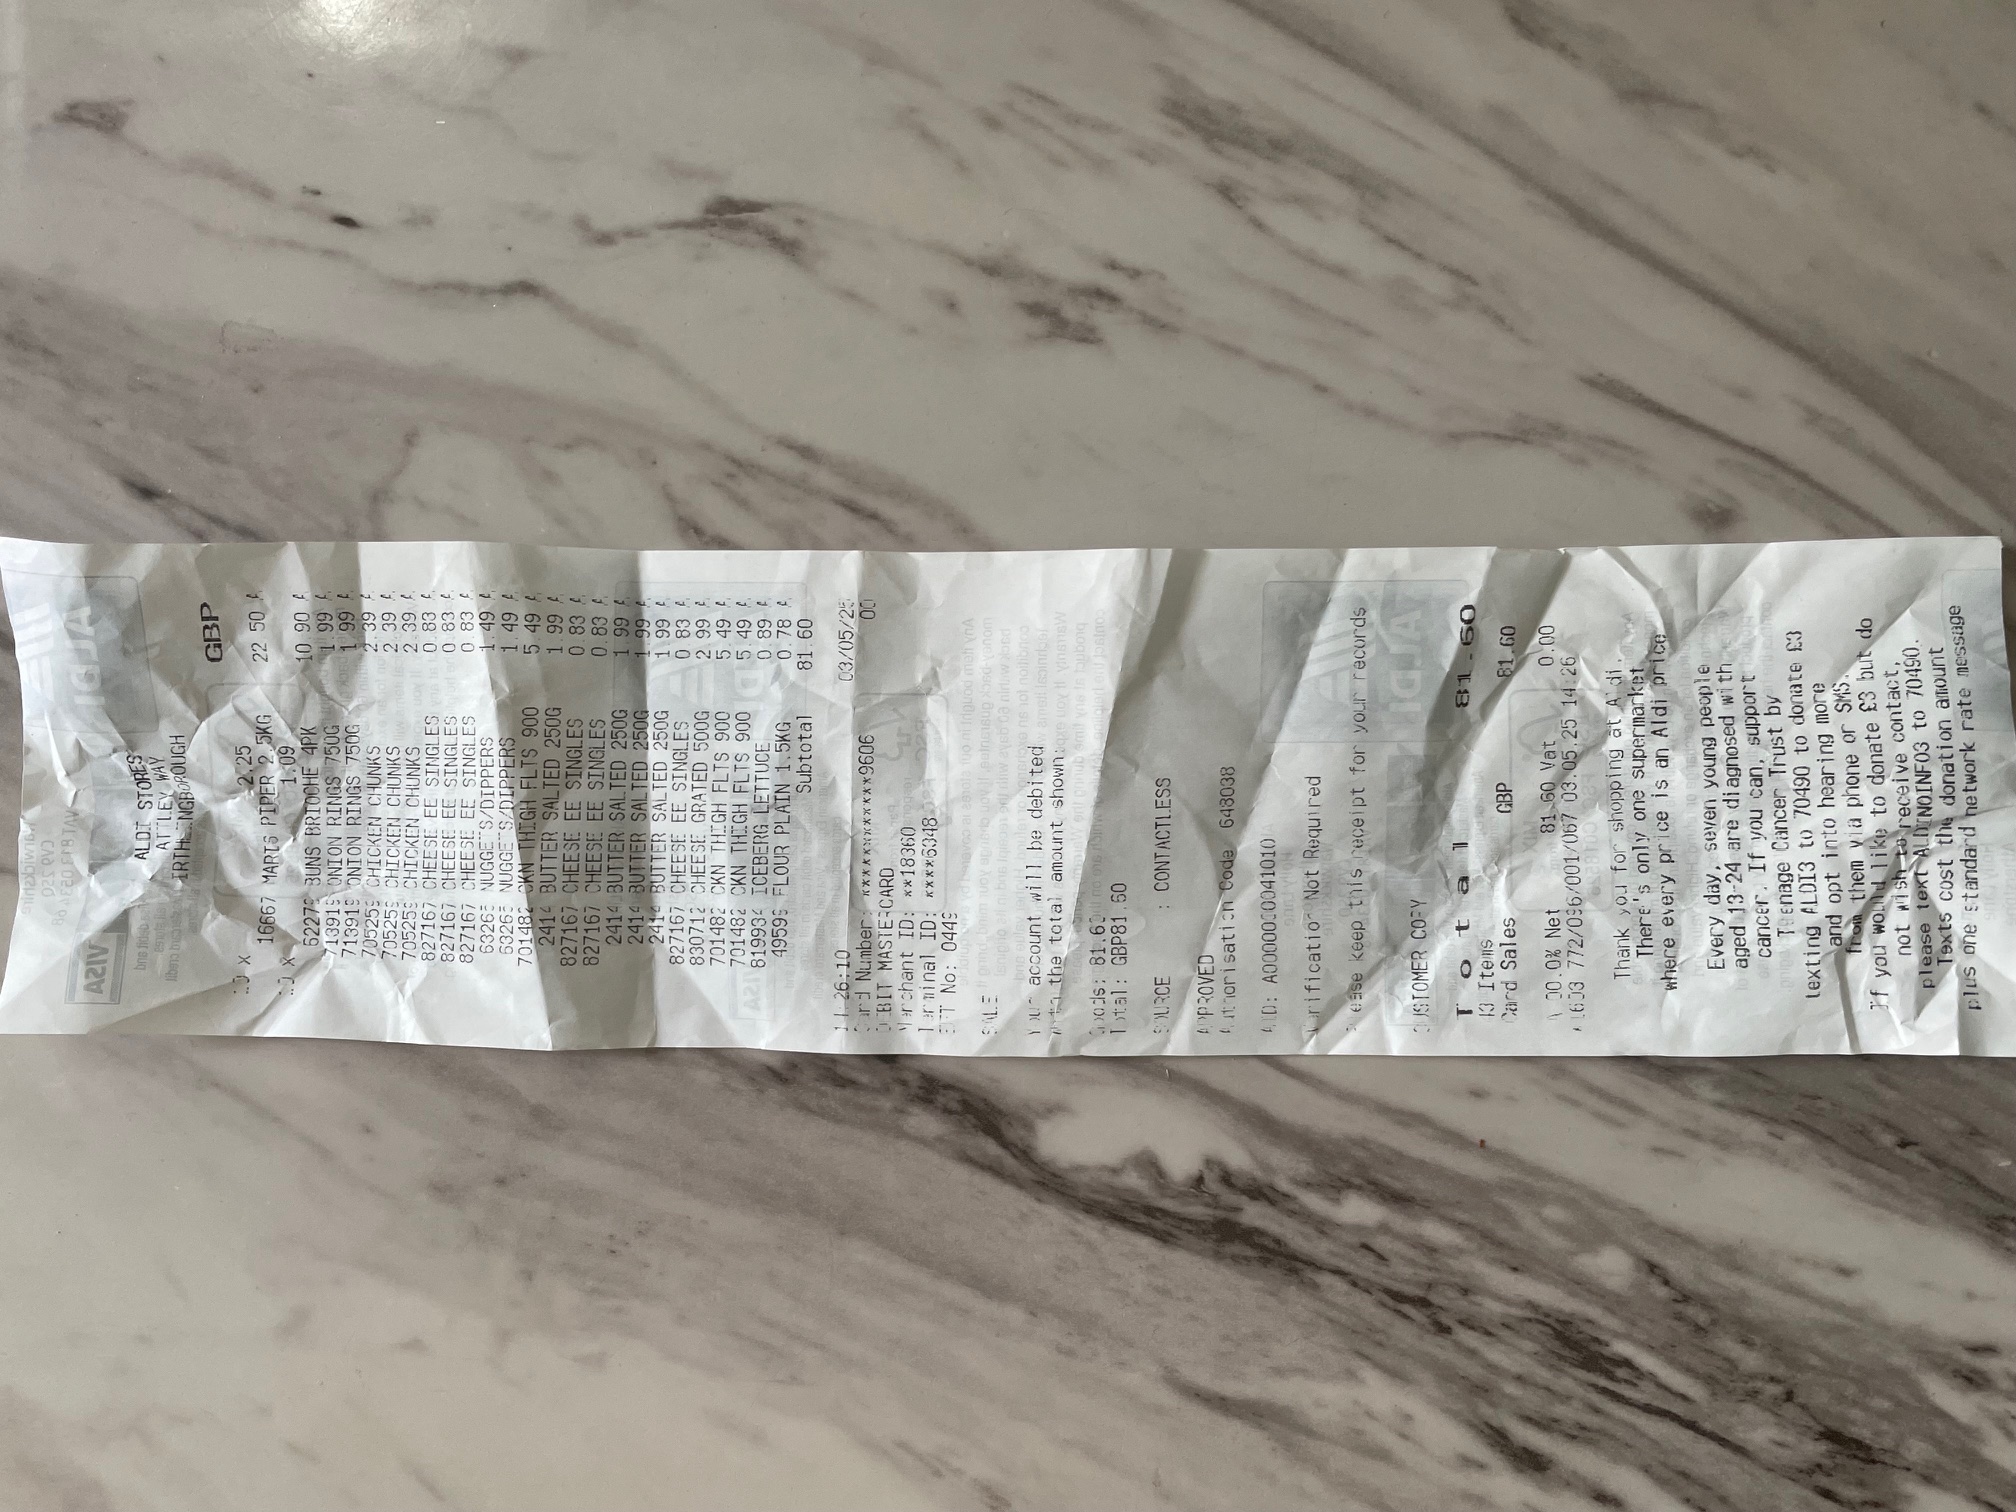 ALDI STORES
ATTLEY WAY
IRTHLINGBOROUGH
GBP
10 x 2.25
16667 MARIS PIPER 2.5KG 22.50 A
10 x 1.09
62279 BUNS BRIOCHE 4PK 10.90 A
713919 ONION RINGS 750G 1.99 A
713919 ONION RINGS 750G 1.99 A
705259 CHICKEN CHUNKS 2.39 A
705259 CHICKEN CHUNKS 2.39 A
705259 CHICKEN CHUNKS 2.39 A
827167 CHEESE EE SINGLES 0.83 A
827167 CHEESE EE SINGLES 0.83 A
827167 CHEESE EE SINGLES 0.83 A
63265 NUGGETS/DIPPERS 1.49 A
63265 NUGGETS/DIPPERS 1.49 A
701482 CKN THIGH FLTS 900 5.49 A
2414 BUTTER SALTED 250G 1.99 A
827167 CHEESE EE SINGLES 0.83 A
827167 CHEESE EE SINGLES 0.83 A
2414 BUTTER SALTED 250G 1.99 A
2414 BUTTER SALTED 250G 1.99 A
2414 BUTTER SALTED 250G 1.99 A
827167 CHEESE EE SINGLES 0.83 A
830712 CHEESE GRATED 500G 2.99 A
701482 CKN THIGH FLTS 900 5.49 A
701482 CKN THIGH FLTS 900 5.49 A
819934 ICEBERG LETTUCE 0.89 A
49599 FLOUR PLAIN 1.5KG 0.78 A
Subtotal 81.60
14:26:10 03/05/25
Card Number: ************9606 00
DEBIT MASTERCARD
Merchant ID: **18360
Terminal ID: ****6348
EFT No: 0449
SALE
Your account will be debited
with the total amount shown:
Goods: 81.60
Total: GBP81.60
SOURCE : CONTACTLESS
APPROVED
Authorisation Code 648038
AID: A0000000041010
Verification Not Required
Please keep this receipt for your records
CUSTOMER COPY
Total 81.60
43 Items
Card Sales GBP 81.60
A 00.0% Net 81.60 Vat 0.00
772/096/001/067 03.05.25 14:26
Thank you for shopping at Aldi.
There's only one supermarket
where every price is an Aldi price
Every day, seven young people
aged 13-24 are diagnosed with
cancer. If you can, support
Teenage Cancer Trust by
texting ALDI3 to 70490 to donate £3
and opt into hearing more
from them via phone or SMS.
If you would like to donate £3 but do
not wish to receive contact,
please text ALDINOINFO3 to 70490.
Texts cost the donation amount
plus one standard network rate message